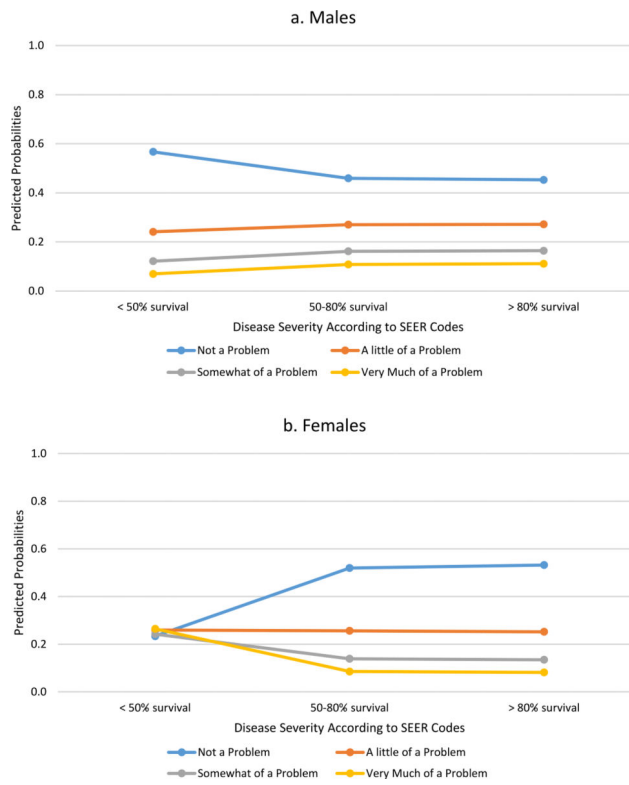 a. Males
Predicted Probabilities
1.0
0.8
0.6
0.4
0.2
0.0
< 50% survival 50-80% survival > 80% survival
Disease Severity According to SEER Codes
Not a Problem A little of a Problem
Somewhat of a Problem Very Much of a Problem
b. Females
Predicted Probabilities
1.0
0.8
0.6
0.4
0.2
0.0
< 50% survival 50-80% survival > 80% survival
Disease Severity According to SEER Codes
Not a Problem A little of a Problem
Somewhat of a Problem Very Much of a Problem